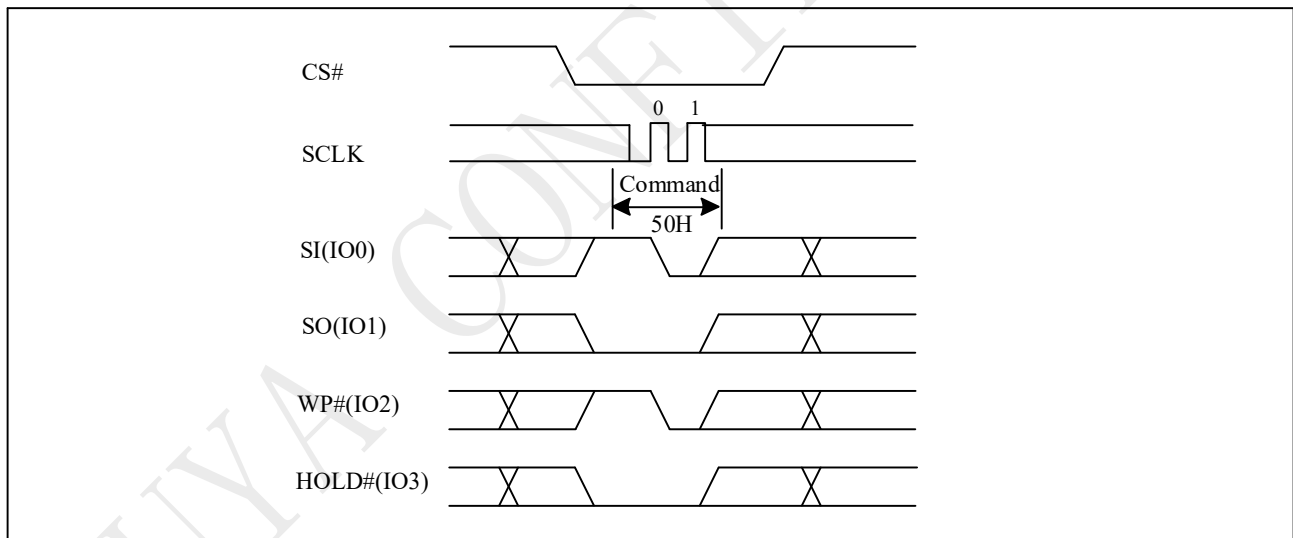 CS#
0 1
SCLK
Command
50H
SI(IO0)
SO(IO1)
WP#(IO2)
HOLD#(IO3)